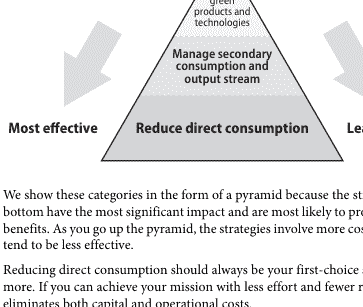 green
products and
technologies
Manage secondary
consumption and
output stream
Most effective
Reduce direct consumption
We show these categories in the form of a pyramid because the
bottom have the most significant impact and are most likely to
benefits. As you go up the pyramid, the strategies involve more
tend to be less effective.
Reducing direct consumption should always be your first-choice
more. If you can achieve your mission with less effort and fewer
eliminates both capital and operational costs.